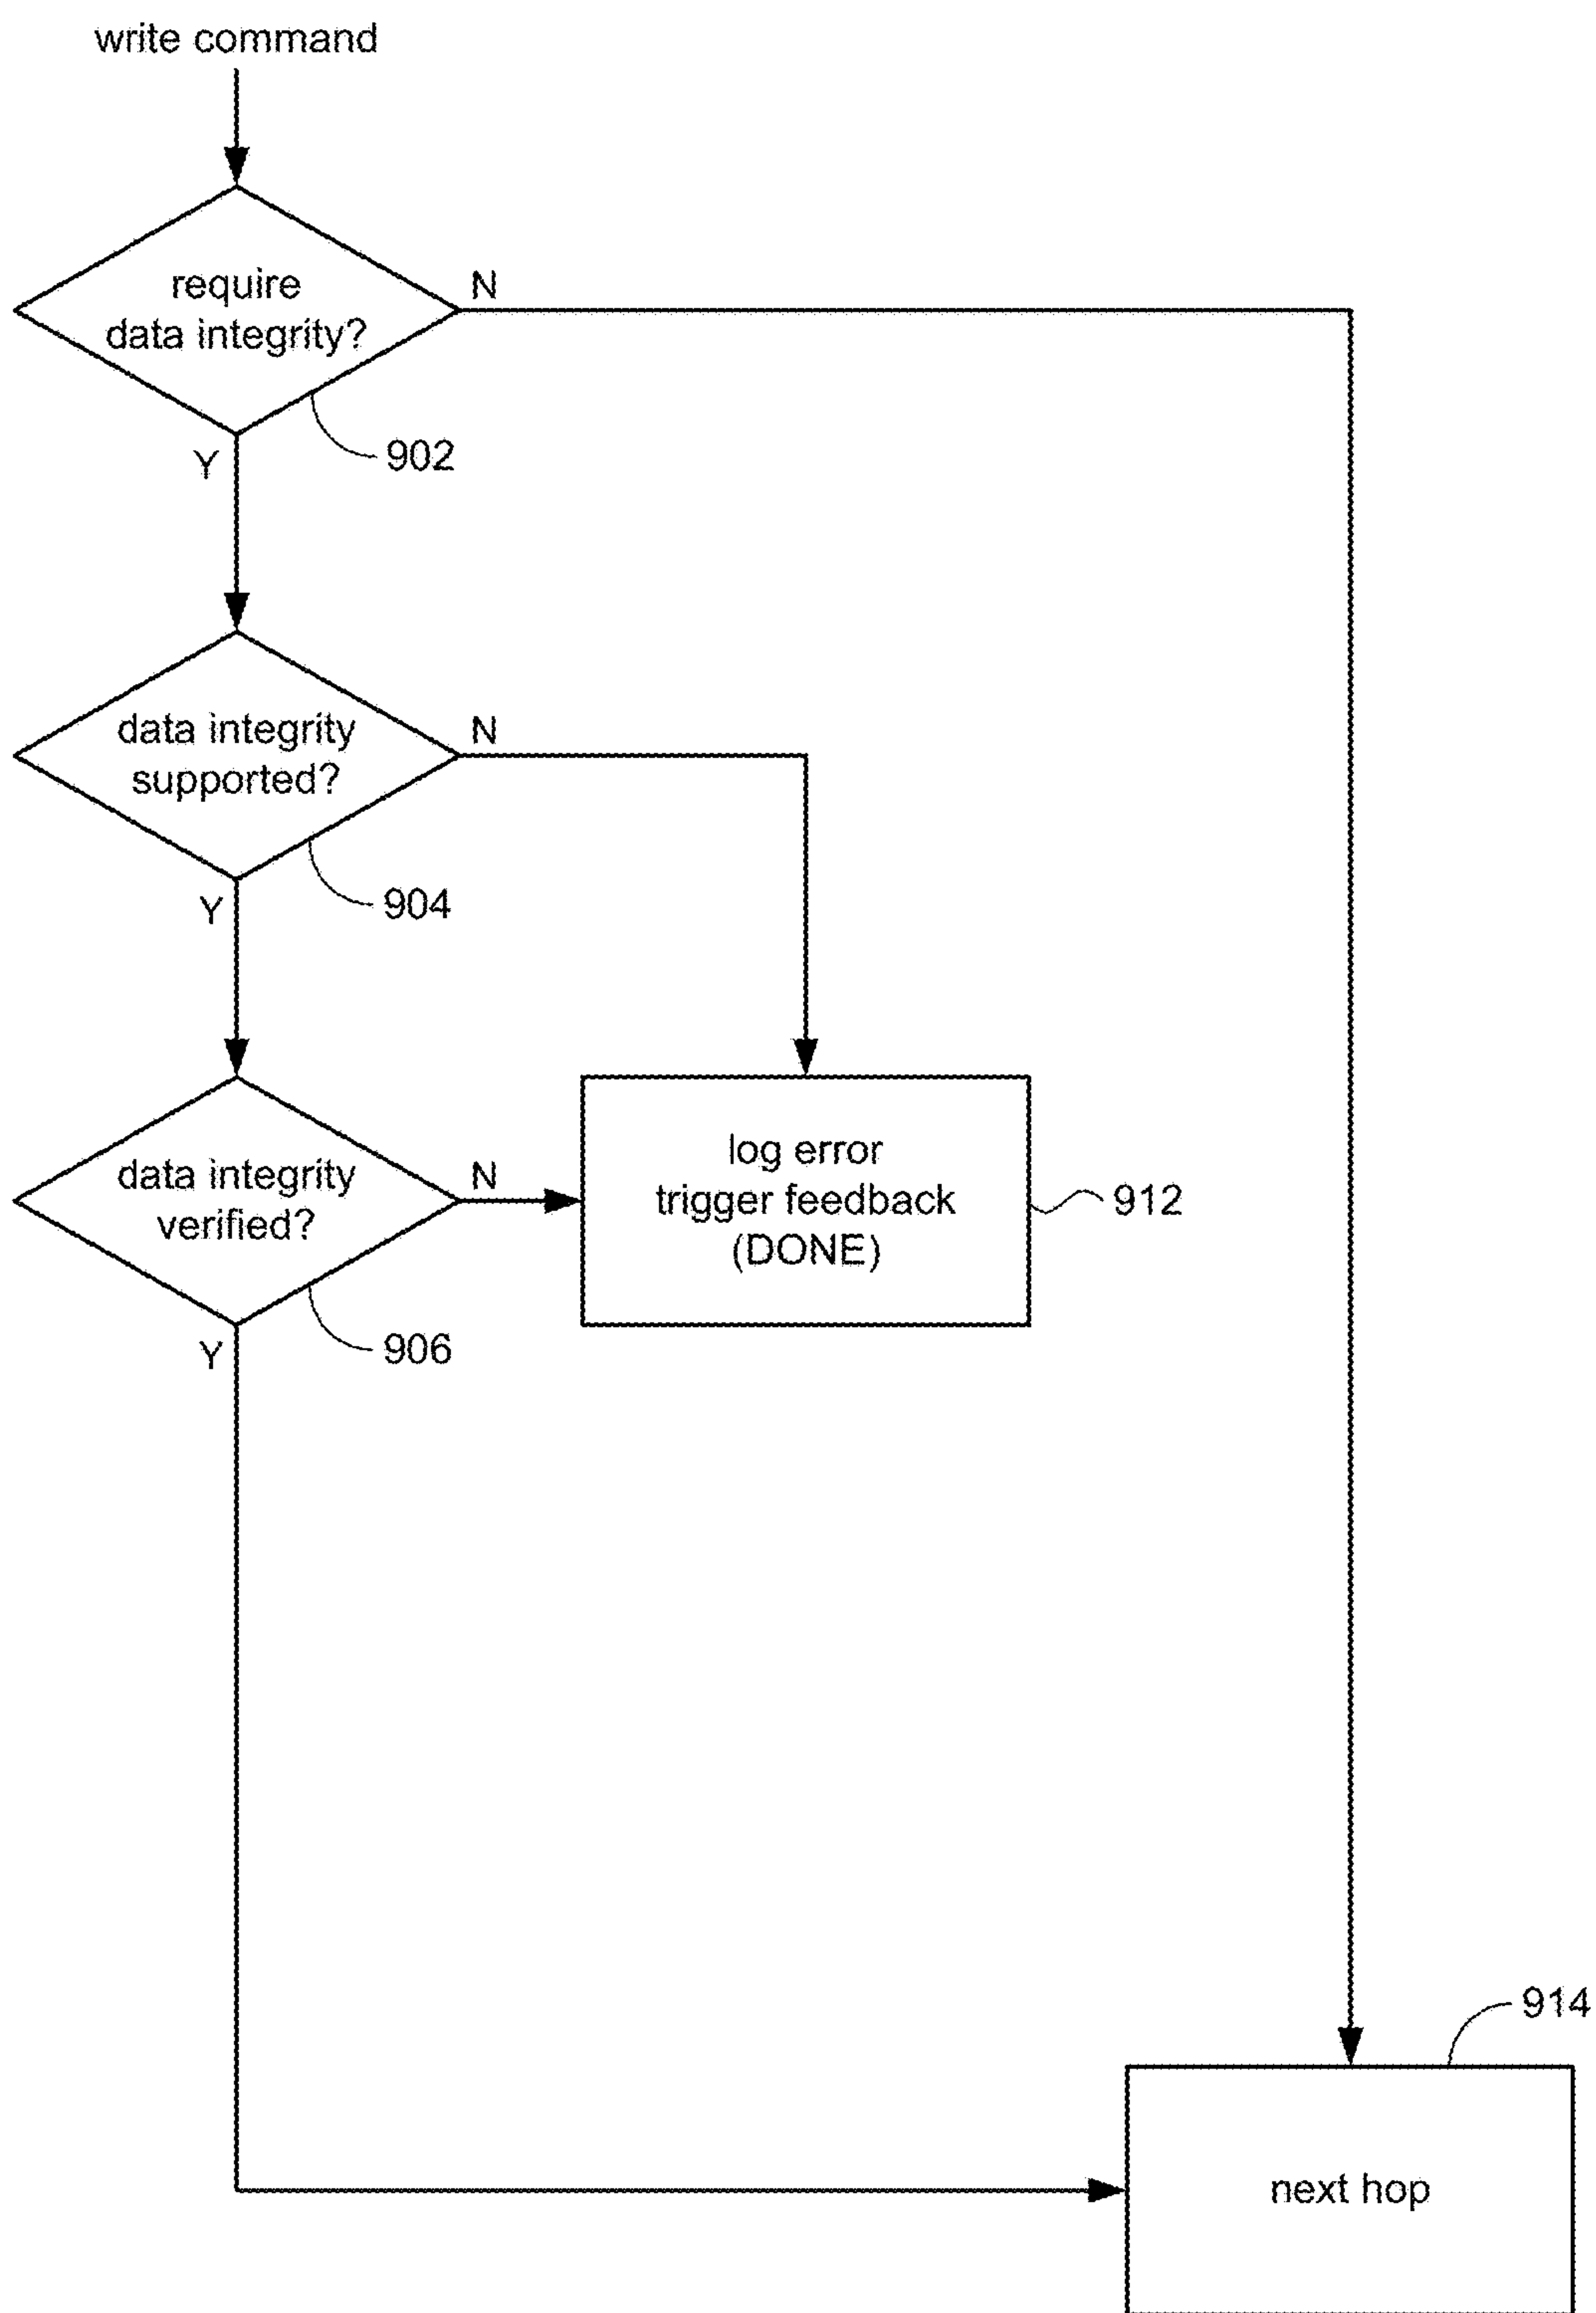 write command
require
data integrity?
N
902
Y
data integrity
supported?
N
904
Y
data integrity
verified?
N
log error
trigger feedback
(DONE)
912
906
Y
914
next hop